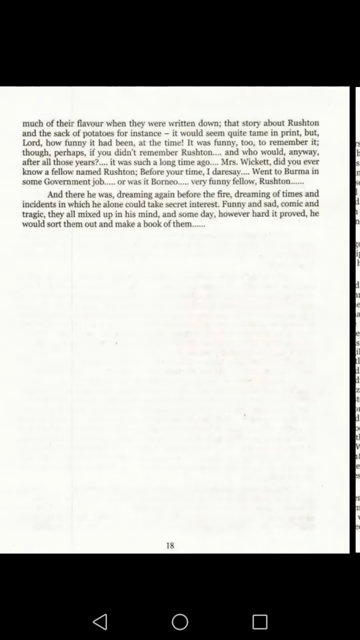 much of their flavour when they were written down; that story about Rushton
and the sack of potatoes for instance – it would seem quite tame in print, but,
Lord, how funny it had been, at the time! It was funny, too, to remember it;
though, perhaps, if you didn't remember Rushton.... and who would, anyway,
after all those years?.... it was such a long time ago.... Mrs. Wickett, did you ever
know a fellow named Rushton; Before your time, I daresay.... Went to Burma in
some Government job..... or was it Borneo..... very funny fellow, Rushton......
And there he was, dreaming again before the fire, dreaming of times and
incidents in which he alone could take secret interest. Funny and sad, comic and
tragic, they all mixed up in his mind, and some day, however hard it proved, he
would sort them out and make a book of them......
18